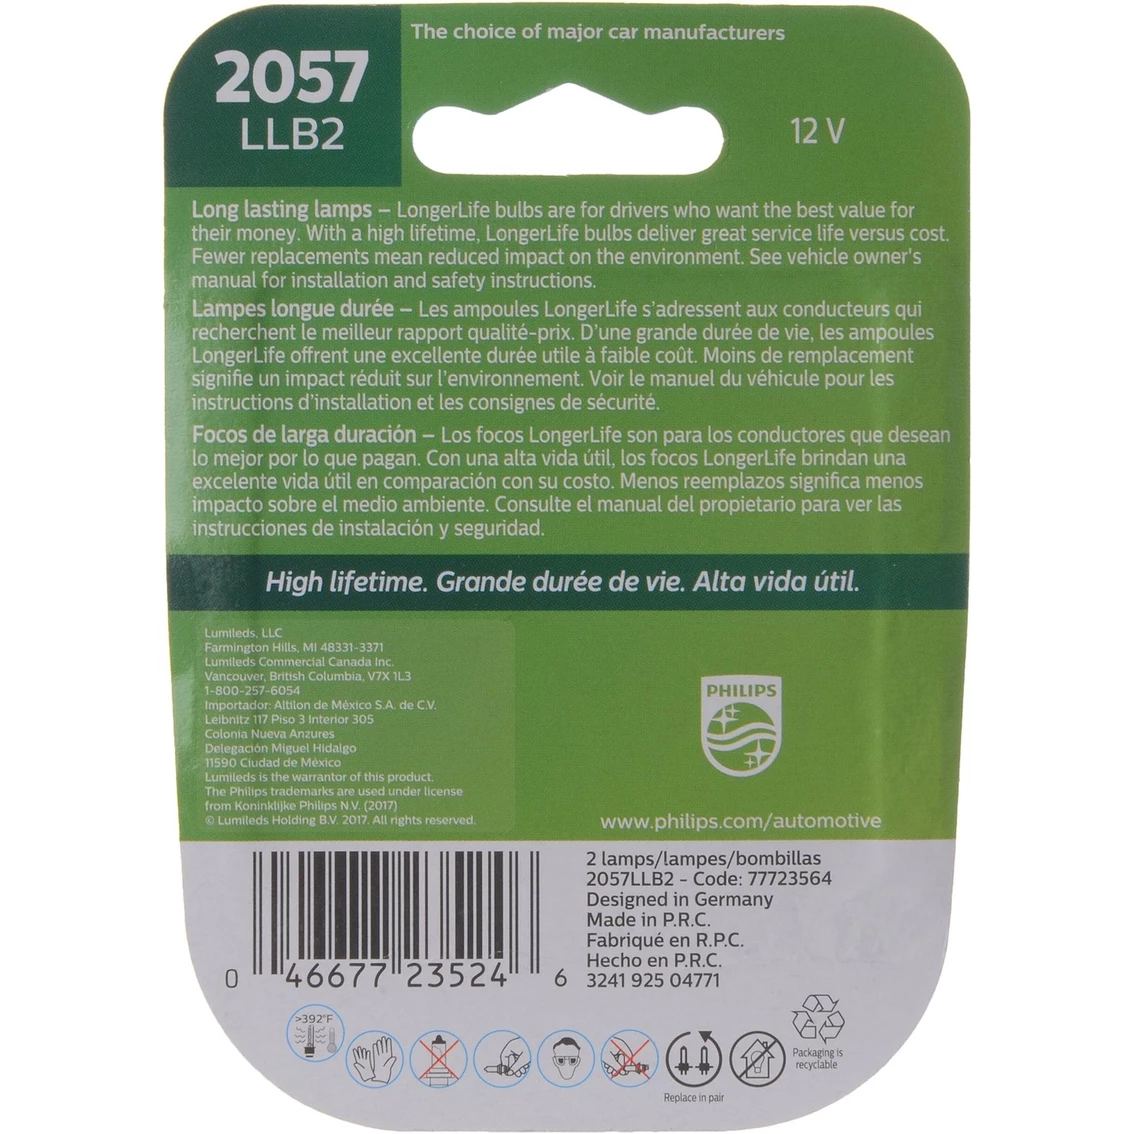 The choice of major car manufacturers
2057
LLB2
12 V
Long lasting lamps – LongerLife bulbs are for drivers who want the best value for
their money. With a high lifetime, LongerLife bulbs deliver great service life versus cost.
Fewer replacements mean reduced impact on the environment. See vehicle owner's
manual for installation and safety instructions.
Lampes longue durée – Les ampoules LongerLife s'adressent aux conducteurs qui
recherchent le meilleur rapport qualité-prix. D'une grande durée de vie, les ampoules
LongerLife offrent une excellente durée utile à faible coût. Moins de remplacement
signifie un impact réduit sur l'environnement. Voir le manuel du véhicule pour les
instructions d'installation et les consignes de sécurité.
Focos de larga duración – Los focos LongerLife son para los conductores que desean
lo mejor por lo que pagan. Con una alta vida útil, los focos LongerLife brindan una
excelente vida útil en comparación con su costo. Menos reemplazos significa menos
impacto sobre el medio ambiente. Consulte el manual del propietario para ver las
instrucciones de instalación y seguridad.
High lifetime. Grande durée de vie. Alta vida útil.
Lumileds, LLC
Farmington Hills, MI 48331-3371
Lumileds Commercial Canada Inc.
Vancouver, British Columbia, V7X 1L3
1-800-257-6054
Importador: Altilon de México S.A. de C.V.
Leibnitz 117 Piso 3 Interior 305
Colonia Nueva Anzures
Delegación Miguel Hidalgo
11590 Ciudad de México
Lumileds is the warrantor of this product.
The Philips trademarks are used under license
from Koninklijke Philips N.V. (2017)
© Lumileds Holding B.V. 2017. All rights reserved.
PHILIPS
www.philips.com/automotive
2 lamps/lampes/bombillas
2057LLB2 - Code: 77723564
Designed in Germany
Made in P.R.C.
Fabriqué en R.P.C.
Hecho en P.R.C.
3241 925 04771
0 46677 23524 6
>392°F
Replace in pair
Packaging is
recyclable